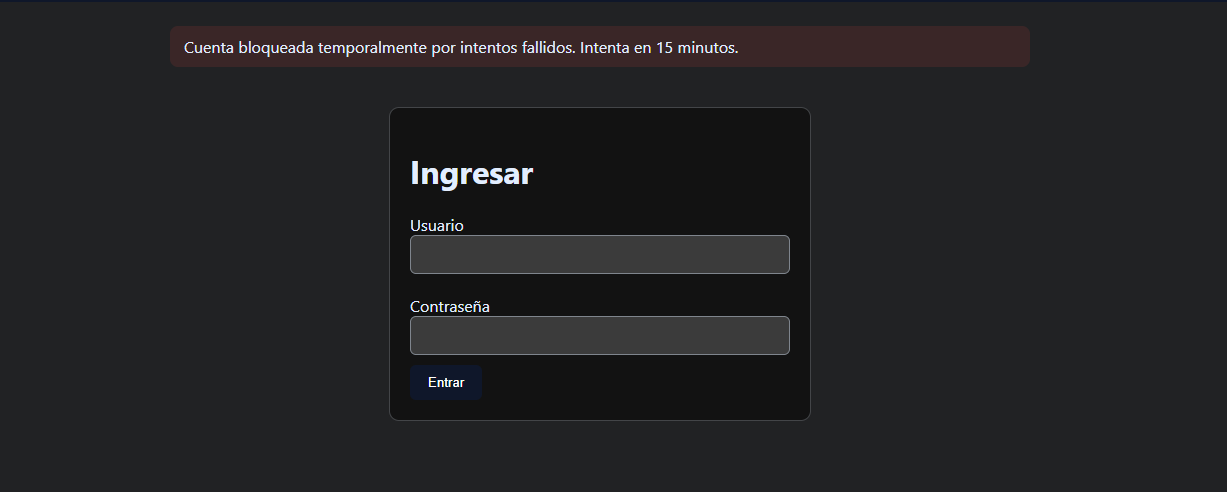 Cuenta bloqueada temporalmente por intentos fallidos. Intenta en 15 minutos.
Ingresar
Usuario
Contraseña
Entrar